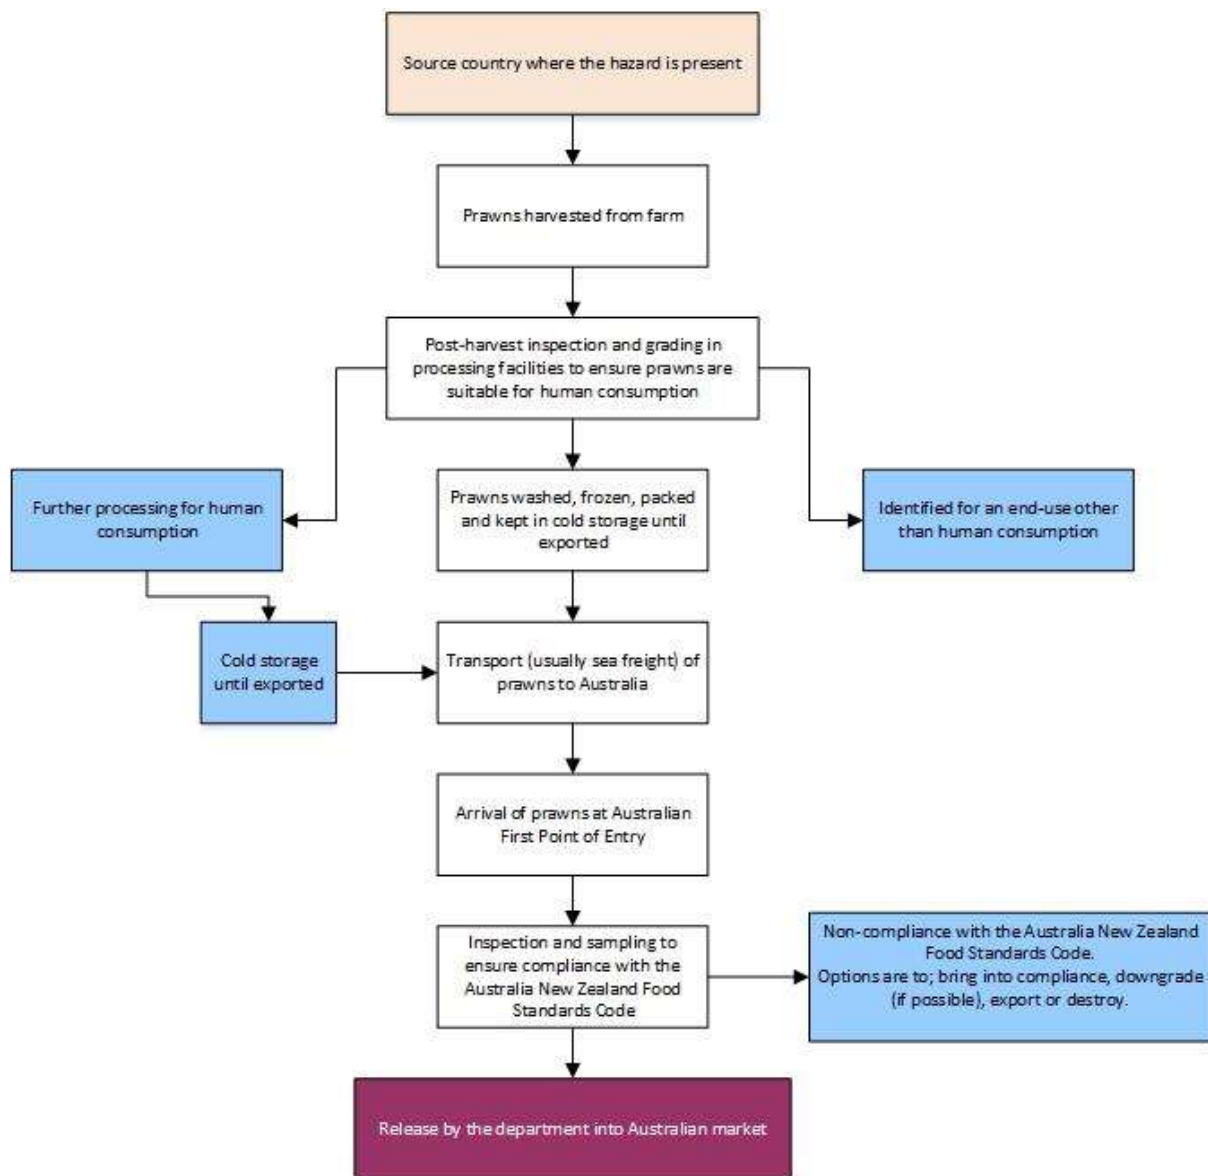 Source country where the hazard is present
Prawns harvested from farm
Post-harvest inspection and grading in
processing facilities to ensure prawns are
suitable for human consumption
Further processing for human
consumption
Prawns washed, frozen, packed
and kept in cold storage until
exported
Identified for an end-use other
than human consumption
Cold storage
until exported
Transport (usually sea freight) of
prawns to Australia
Arrival of prawns at Australian
First Point of Entry
Inspection and sampling to
ensure compliance with the
Australia New Zealand Food
Standards Code
Non-compliance with the Australia New Zealand
Food Standards Code.
Options are to; bring into compliance, downgrade
(if possible), export or destroy.
Release by the department into Australian market